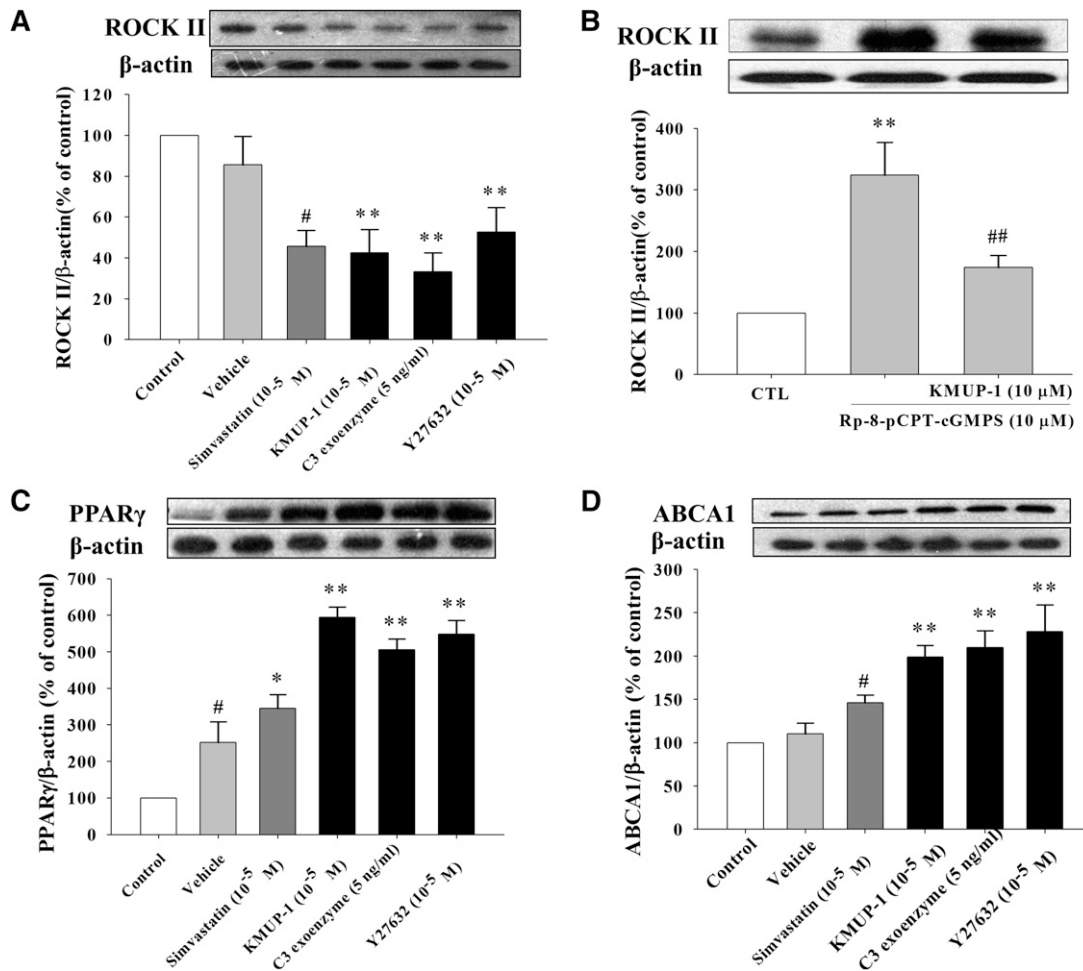 A
ROCK II
β-actin
ROCK II/β-actin(% of control)
120
100
80
60
40
20
0
#
**
**
**
Control
Vehicle
Simvastatin (10-5 M)
KMUP-1 (10-5 M)
C3 exoenzyme (5 ng/ml)
Y27632 (10-5 M)
B
ROCK II
β-actin
ROCK II/β-actin(% of control)
400
300
200
100
0
**
##
CTL
KMUP-1 (10 μM)
Rp-8-pCPT-cGMPS (10 μM)
C
PPARγ
β-actin
PPARγ/β-actin (% of control)
700
600
500
400
300
200
100
0
#
*
**
**
**
Control
Vehicle
Simvastatin (10-5 M)
KMUP-1 (10-5 M)
C3 exoenzyme (5 ng/ml)
Y27632 (10-5 M)
D
ABCA1
β-actin
ABCA1/β-actin (% of control)
300
250
200
150
100
50
0
#
**
**
**
Control
Vehicle
Simvastatin (10-5 M)
KMUP-1 (10-5 M)
C3 exoenzyme (5 ng/ml)
Y27632 (10-5 M)